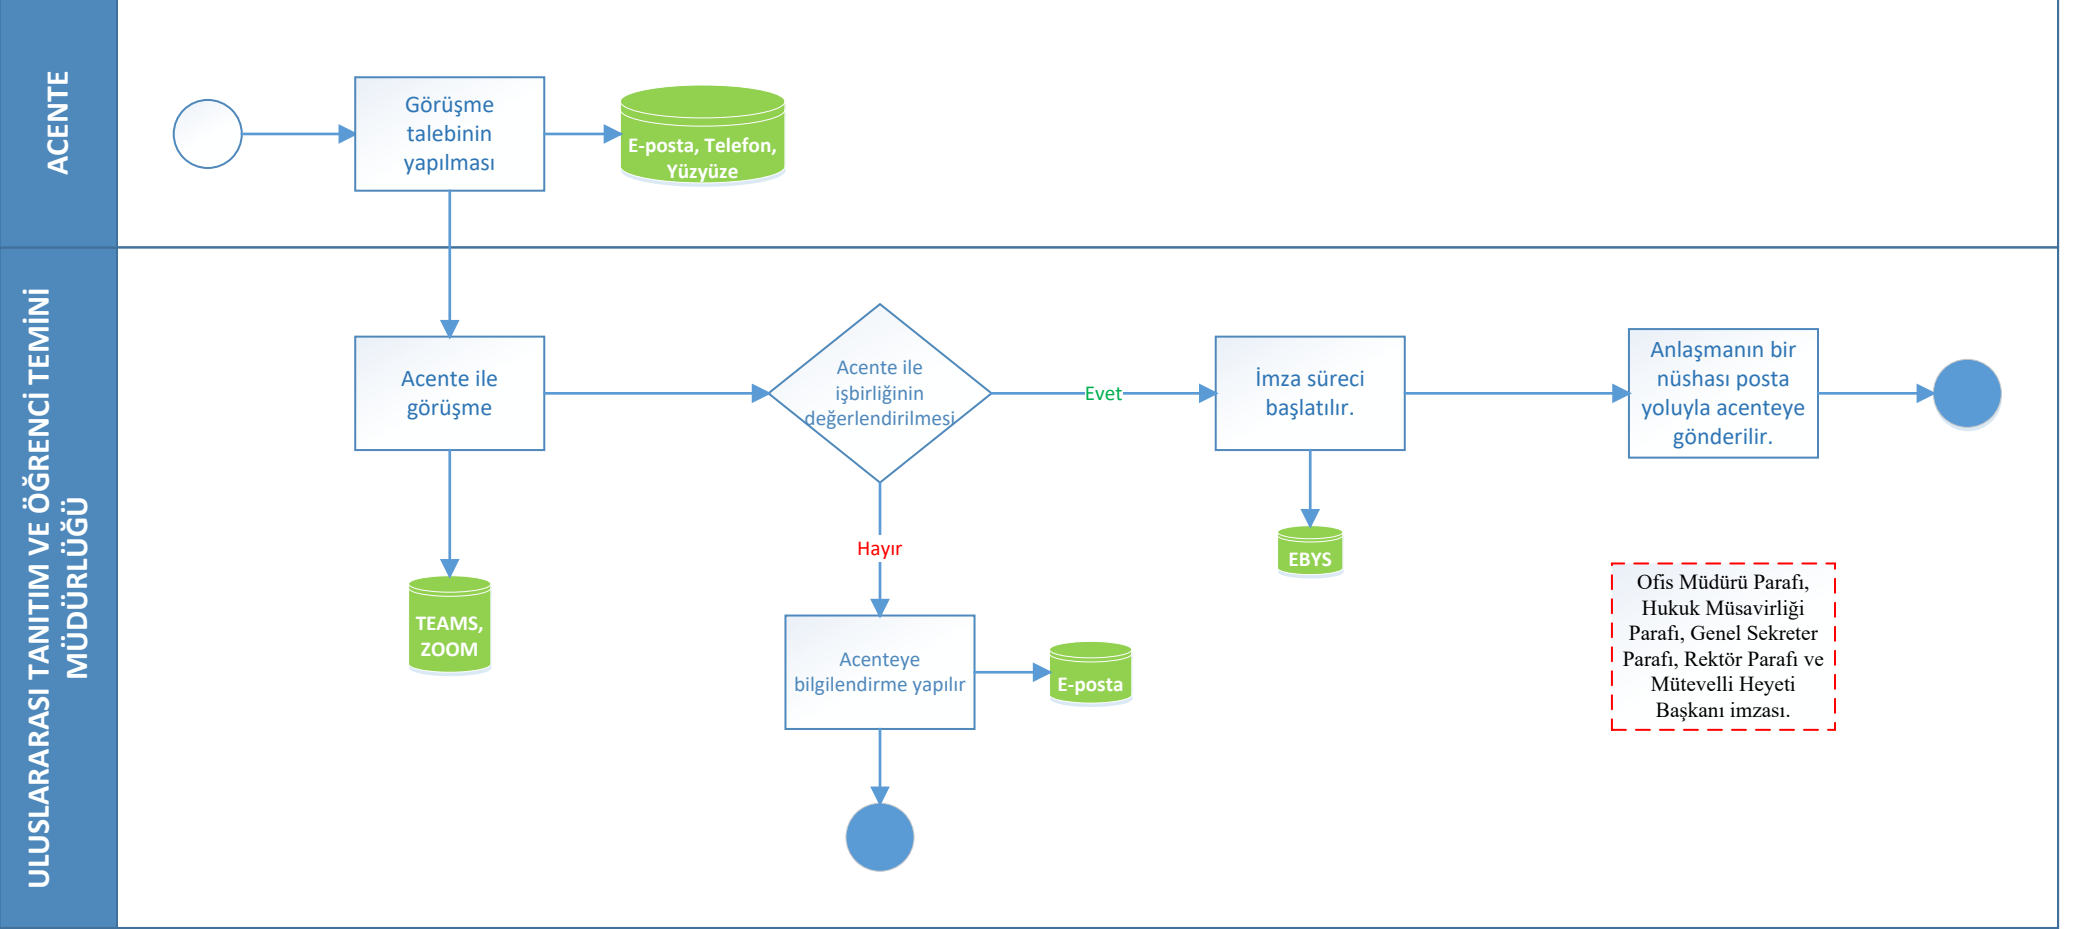 ACENTE
Görüşme
talebinin
yapılması
E-posta, Telefon,
Yüzyüze
ULUSLARARASI TANITIM VE ÖĞRENCİ TEMİNİ
MÜDÜRLÜĞÜ
Acente ile
görüşme
TEAMS,
ZOOM
Acente ile
işbirliğinin
değerlendirilmesi
Evet
Hayır
Acenteye
bilgilendirme yapılır
E-posta
İmza süreci
başlatılır.
EBYS
Anlaşmanın bir
nüshası posta
yoluyla acenteye
gönderilir.
Ofis Müdürü Parafı,
Hukuk Müsavirliği
Parafı, Genel Sekreter
Parafı, Rektör Parafı ve
Mütevelli Heyeti
Başkanı imzası.